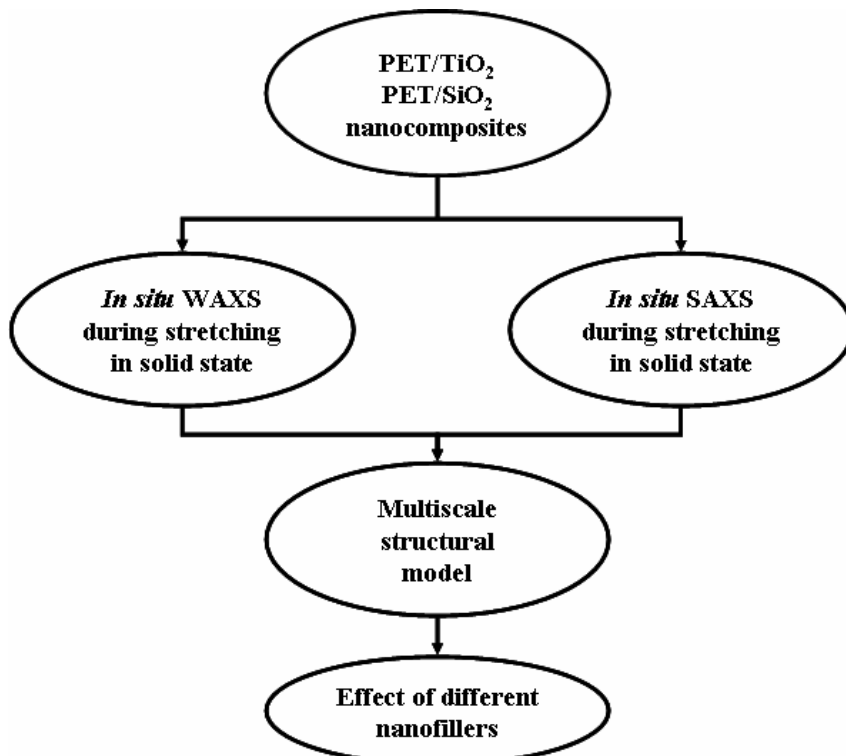 PET/TiO₂
PET/SiO₂
nanocomposites
In situ WAXS
during stretching
in solid state
In situ SAXS
during stretching
in solid state
Multiscale
structural
model
Effect of different
nanofillers